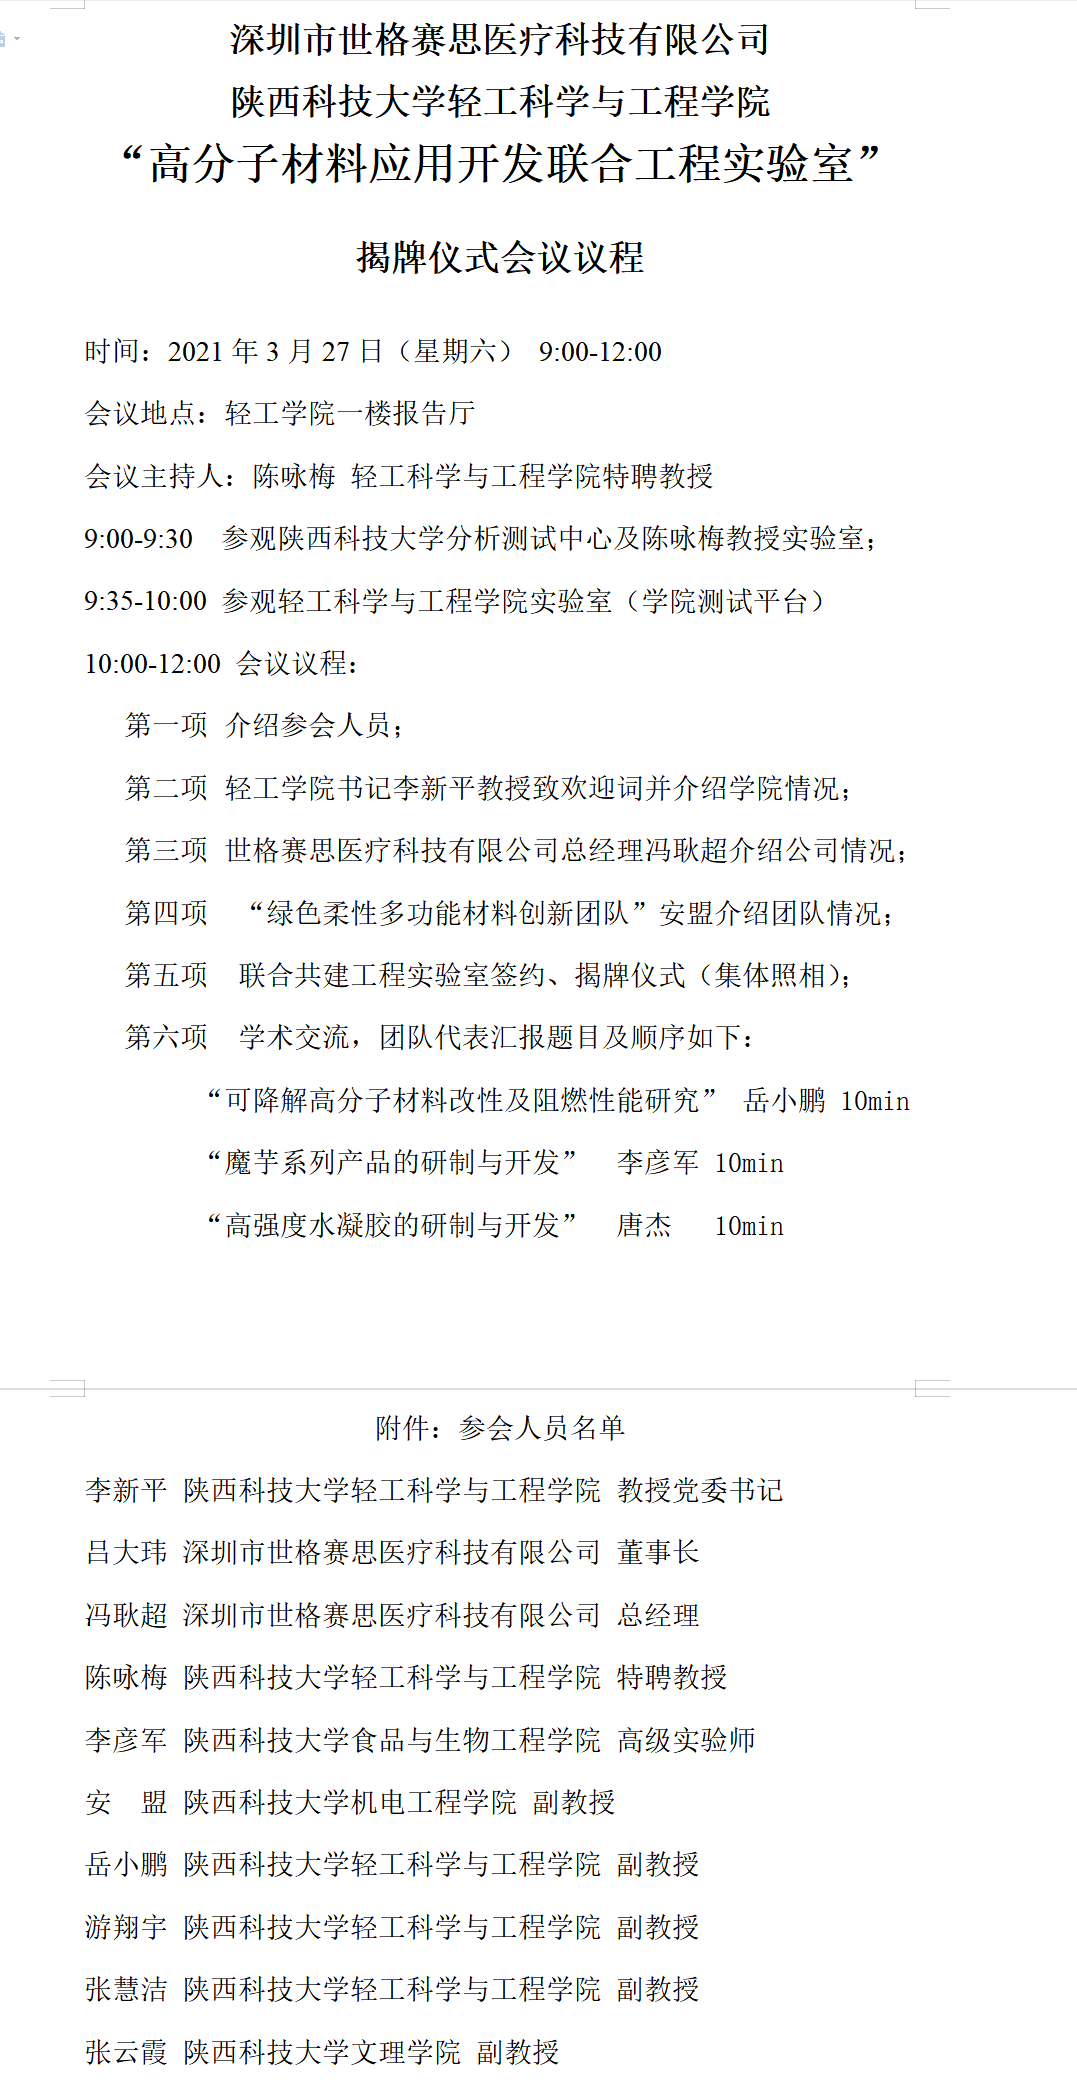 深圳市世格赛思医疗科技有限公司
陕西科技大学轻工科学与工程学院
“高分子材料应用开发联合工程实验室”
揭牌仪式会议议程
时间：2021 年 3 月 27 日（星期六） 9:00-12:00
会议地点：轻工学院一楼报告厅
会议主持人：陈咏梅 轻工科学与工程学院特聘教授
9:00-9:30 参观陕西科技大学分析测试中心及陈咏梅教授实验室；
9:35-10:00 参观轻工科学与工程学院实验室（学院测试平台）
10:00-12:00 会议议程：
第一项 介绍参会人员；
第二项 轻工学院书记李新平教授致欢迎词并介绍学院情况；
第三项 世格赛思医疗科技有限公司总经理冯耿超介绍公司情况；
第四项 “绿色柔性多功能材料创新团队”安盟介绍团队情况；
第五项 联合共建工程实验室签约、揭牌仪式（集体照相）；
第六项 学术交流，团队代表汇报题目及顺序如下：
“可降解高分子材料改性及阻燃性能研究” 岳小鹏 10min
“魔芋系列产品的研制与开发” 李彦军 10min
“高强度水凝胶的研制与开发” 唐杰 10min
附件：参会人员名单
李新平 陕西科技大学轻工科学与工程学院 教授党委书记
吕大玮 深圳市世格赛思医疗科技有限公司 董事长
冯耿超 深圳市世格赛思医疗科技有限公司 总经理
陈咏梅 陕西科技大学轻工科学与工程学院 特聘教授
李彦军 陕西科技大学食品与生物工程学院 高级实验师
安　盟 陕西科技大学机电工程学院 副教授
岳小鹏 陕西科技大学轻工科学与工程学院 副教授
游翔宇 陕西科技大学轻工科学与工程学院 副教授
张慧洁 陕西科技大学轻工科学与工程学院 副教授
张云霞 陕西科技大学文理学院 副教授